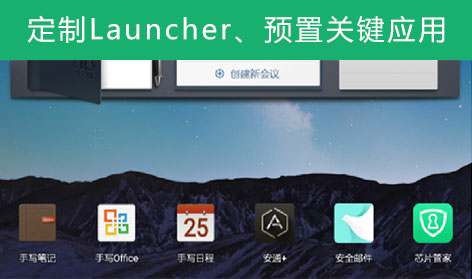 定制Launcher、预置关键应用
创建新会议
25
手写笔记
手写Office
手写日程
安通+
安全邮件
芯片管家